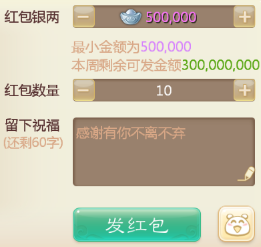 红包银两 - 500,000 +
最小金额为500,000
本周剩余可发金额300,000,000
红包数量 - 10 +
留下祝福
(还剩60字)
感谢有你不离不弃
发红包